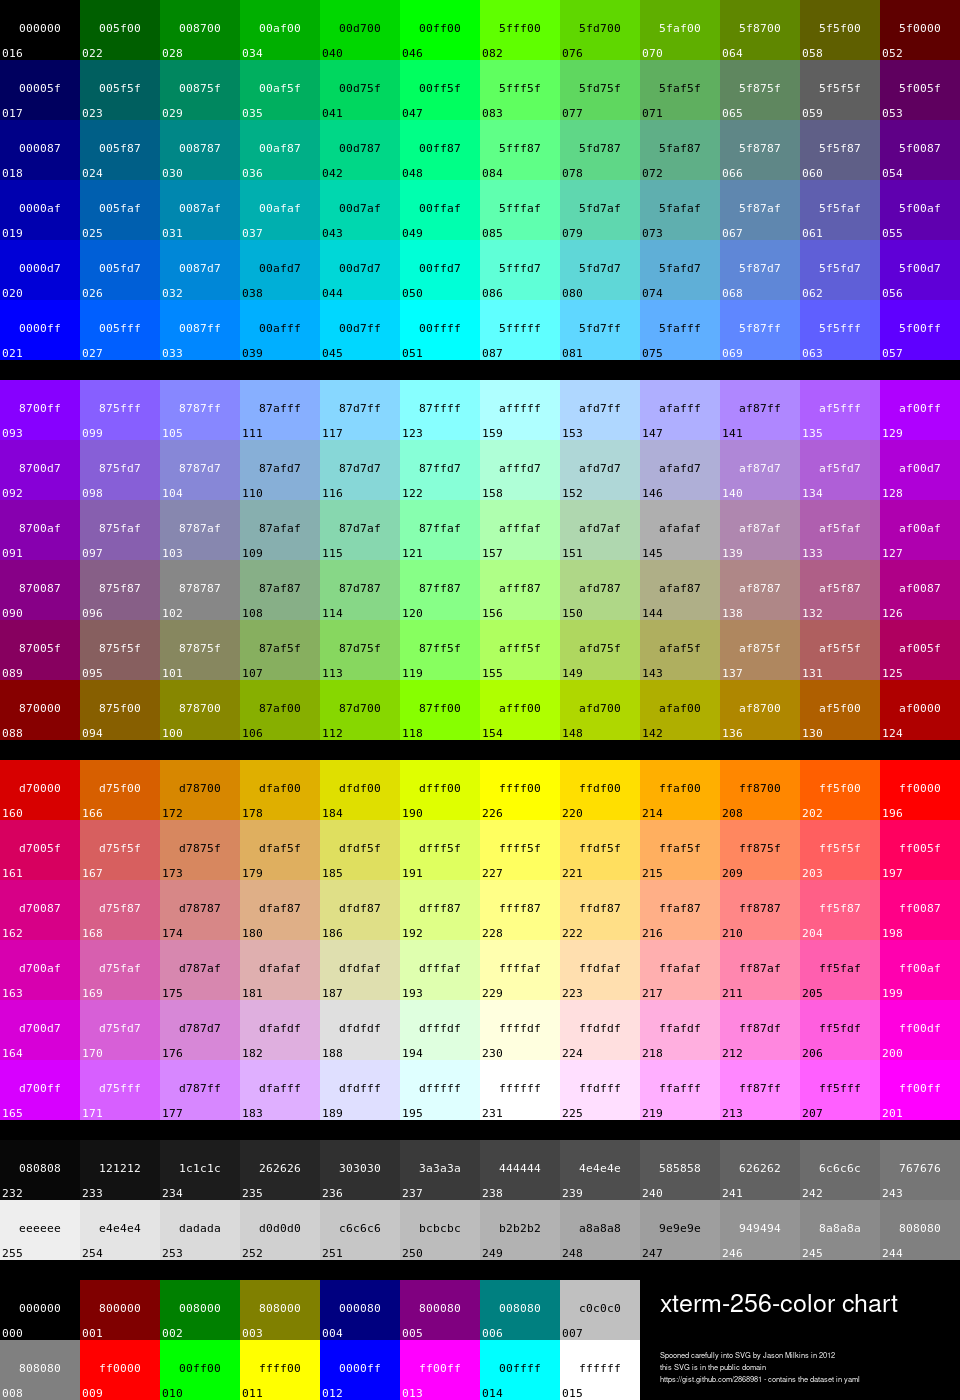 000000 005f00 008700 00af00 00d700 00ff00 5fff00 5fd700 5faf00 5f8700 5f5f00 5f0000
016 022 028 034 040 046 082 076 070 064 058 052
00005f 005f5f 00875f 00af5f 00d75f 00ff5f 5fff5f 5fd75f 5faf5f 5f875f 5f5f5f 5f005f
017 023 029 035 041 047 083 077 071 065 059 053
000087 005f87 008787 00af87 00d787 00ff87 5fff87 5fd787 5faf87 5f8787 5f5f87 5f0087
018 024 030 036 042 048 084 078 072 066 060 054
0000af 005faf 0087af 00afaf 00d7af 00ffaf 5fffaf 5fd7af 5fafaf 5f87af 5f5faf 5f00af
019 025 031 037 043 049 085 079 073 067 061 055
0000d7 005fd7 0087d7 00afd7 00d7d7 00ffd7 5fffd7 5fd7d7 5fafd7 5f87d7 5f5fd7 5f00d7
020 026 032 038 044 050 086 080 074 068 062 056
0000ff 005fff 0087ff 00afff 00d7ff 00ffff 5fffff 5fd7ff 5fafff 5f87ff 5f5fff 5f00ff
021 027 033 039 045 051 087 081 075 069 063 057
8700ff 875fff 8787ff 87afff 87d7ff 87ffff afffff afd7ff afafff af87ff af5fff af00ff
093 099 105 111 117 123 159 153 147 141 135 129
8700d7 875fd7 8787d7 87afd7 87d7d7 87ffd7 afffd7 afd7d7 afafd7 af87d7 af5fd7 af00d7
092 098 104 110 116 122 158 152 146 140 134 128
8700af 875faf 8787af 87afaf 87d7af 87ffaf afffaf afd7af afafaf af87af af5faf af00af
091 097 103 109 115 121 157 151 145 139 133 127
870087 875f87 878787 87af87 87d787 87ff87 afff87 afd787 afaf87 af8787 af5f87 af0087
090 096 102 108 114 120 156 150 144 138 132 126
87005f 875f5f 87875f 87af5f 87d75f 87ff5f afff5f afd75f afaf5f af875f af5f5f af005f
089 095 101 107 113 119 155 149 143 137 131 125
870000 875f00 878700 87af00 87d700 87ff00 afff00 afd700 afaf00 af8700 af5f00 af0000
088 094 100 106 112 118 154 148 142 136 130 124
d70000 d75f00 d78700 dfaf00 dfdf00 dfff00 ffff00 ffdf00 ffaf00 ff8700 ff5f00 ff0000
160 166 172 178 184 190 226 220 214 208 202 196
d7005f d75f5f d7875f dfaf5f dfdf5f dfff5f ffff5f ffdf5f ffaf5f ff875f ff5f5f ff005f
161 167 173 179 185 191 227 221 215 209 203 197
d70087 d75f87 d78787 dfaf87 dfdf87 dfff87 ffff87 ffdf87 ffaf87 ff8787 ff5f87 ff0087
162 168 174 180 186 192 228 222 216 210 204 198
d700af d75faf d787af dfafaf dfdfaf dfffaf ffffaf ffdfaf ffafaf ff87af ff5faf ff00af
163 169 175 181 187 193 229 223 217 211 205 199
d700d7 d75fd7 d787d7 dfafdf dfdfdf dfffdf ffffdf ffdfdf ffafdf ff87df ff5fdf ff00df
164 170 176 182 188 194 230 224 218 212 206 200
d700ff d75fff d787ff dfafff dfdfff dfffff ffffff ffdfff ffafff ff87ff ff5fff ff00ff
165 171 177 183 189 195 231 225 219 213 207 201
080808 121212 1c1c1c 262626 303030 3a3a3a 444444 4e4e4e 585858 626262 6c6c6c 767676
232 233 234 235 236 237 238 239 240 241 242 243
eeeeee e4e4e4 dadada d0d0d0 c6c6c6 bcbcbc b2b2b2 a8a8a8 9e9e9e 949494 8a8a8a 808080
255 254 253 252 251 250 249 248 247 246 245 244
000000 800000 008000 808000 000080 800080 008080 c0c0c0
000 001 002 003 004 005 006 007
808080 ff0000 00ff00 ffff00 0000ff ff00ff 00ffff ffffff
008 009 010 011 012 013 014 015
xterm-256-color chart
Spooned carefully into SVG by Jason Milkins in 2012
this SVG is in the public domain
https://gist.github.com/2868981 - contains the dataset in yaml